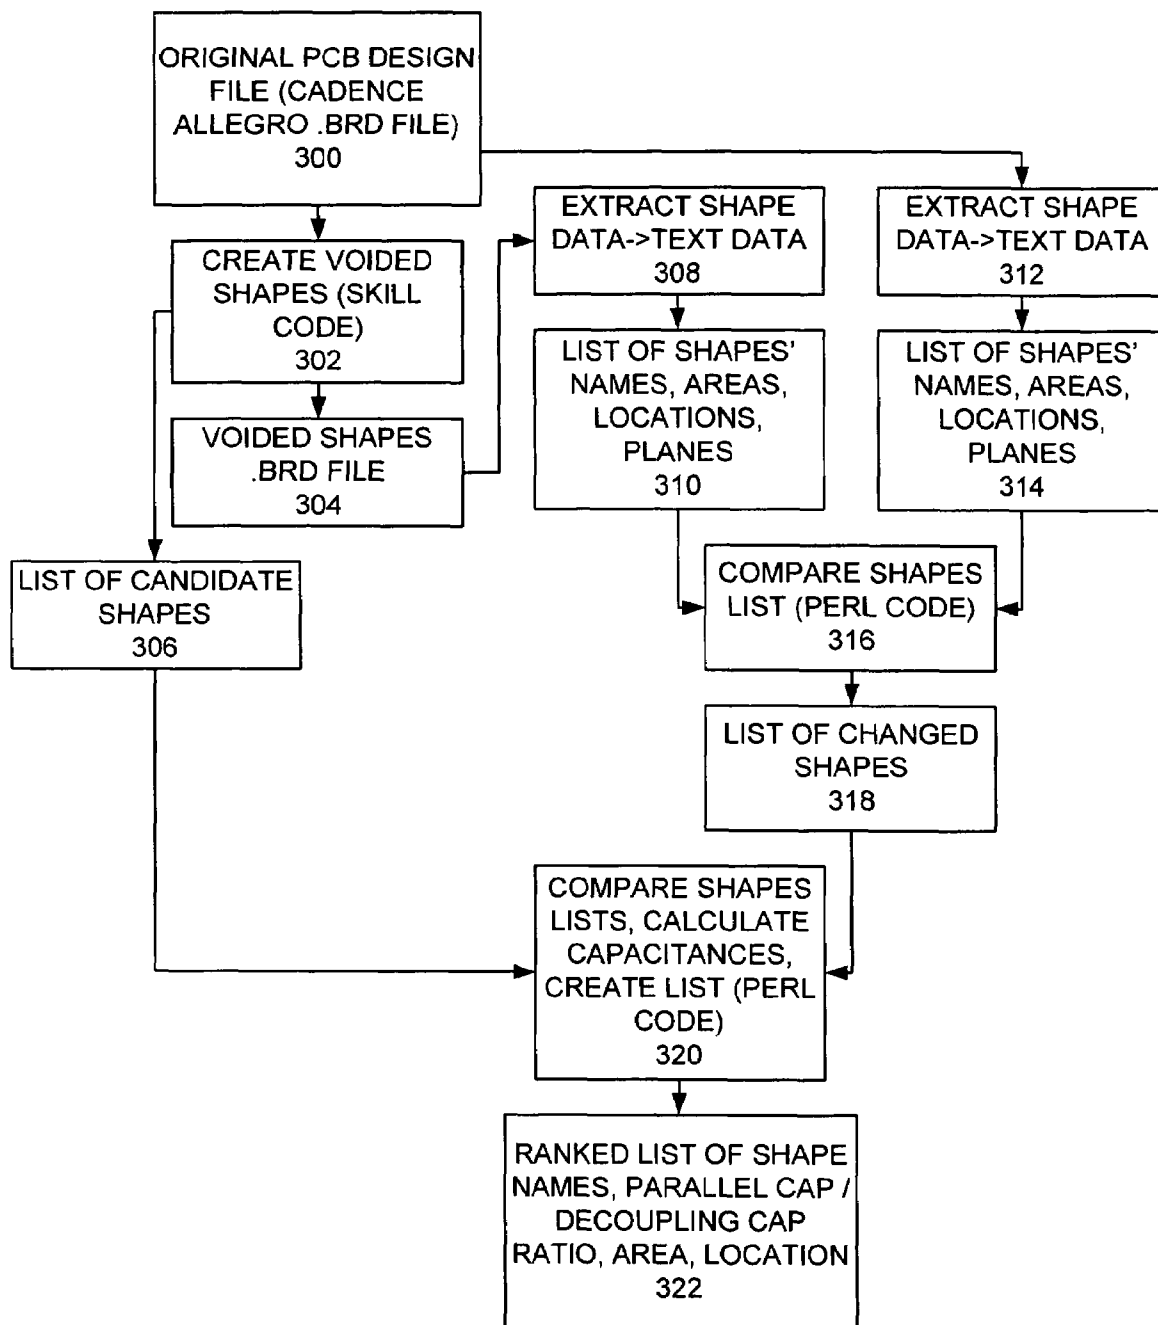 ORIGINAL PCB DESIGN
FILE (CADENCE
ALLEGRO .BRD FILE)
300
CREATE VOIDED
SHAPES (SKILL
CODE)
302
VOIDED SHAPES
.BRD FILE
304
LIST OF CANDIDATE
SHAPES
306
EXTRACT SHAPE
DATA->TEXT DATA
308
LIST OF SHAPES'
NAMES, AREAS,
LOCATIONS,
PLANES
310
EXTRACT SHAPE
DATA->TEXT DATA
312
LIST OF SHAPES'
NAMES, AREAS,
LOCATIONS,
PLANES
314
COMPARE SHAPES
LIST (PERL CODE)
316
LIST OF CHANGED
SHAPES
318
COMPARE SHAPES
LISTS, CALCULATE
CAPACITANCES,
CREATE LIST (PERL
CODE)
320
RANKED LIST OF SHAPE
NAMES, PARALLEL CAP /
DECOUPLING CAP
RATIO, AREA, LOCATION
322